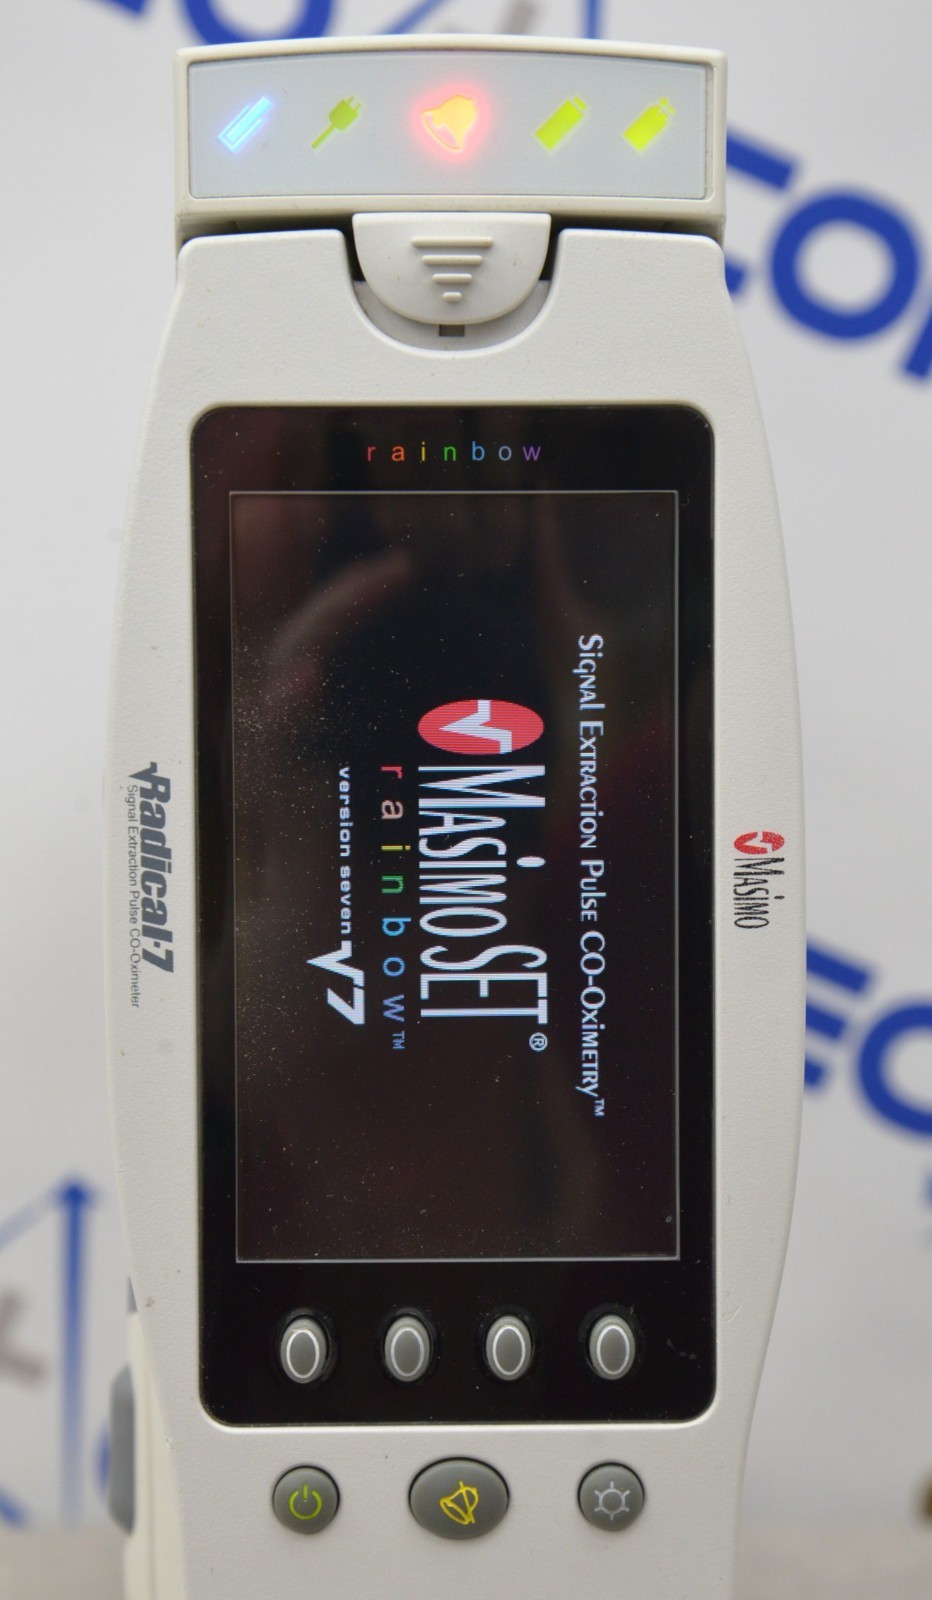 rainbow
Signal Extraction Pulse CO-Oximetry™
Masimo SET®
rainbow™
version seven V7
Masimo
Radical-7
Signal Extraction Pulse CO-Oximeter